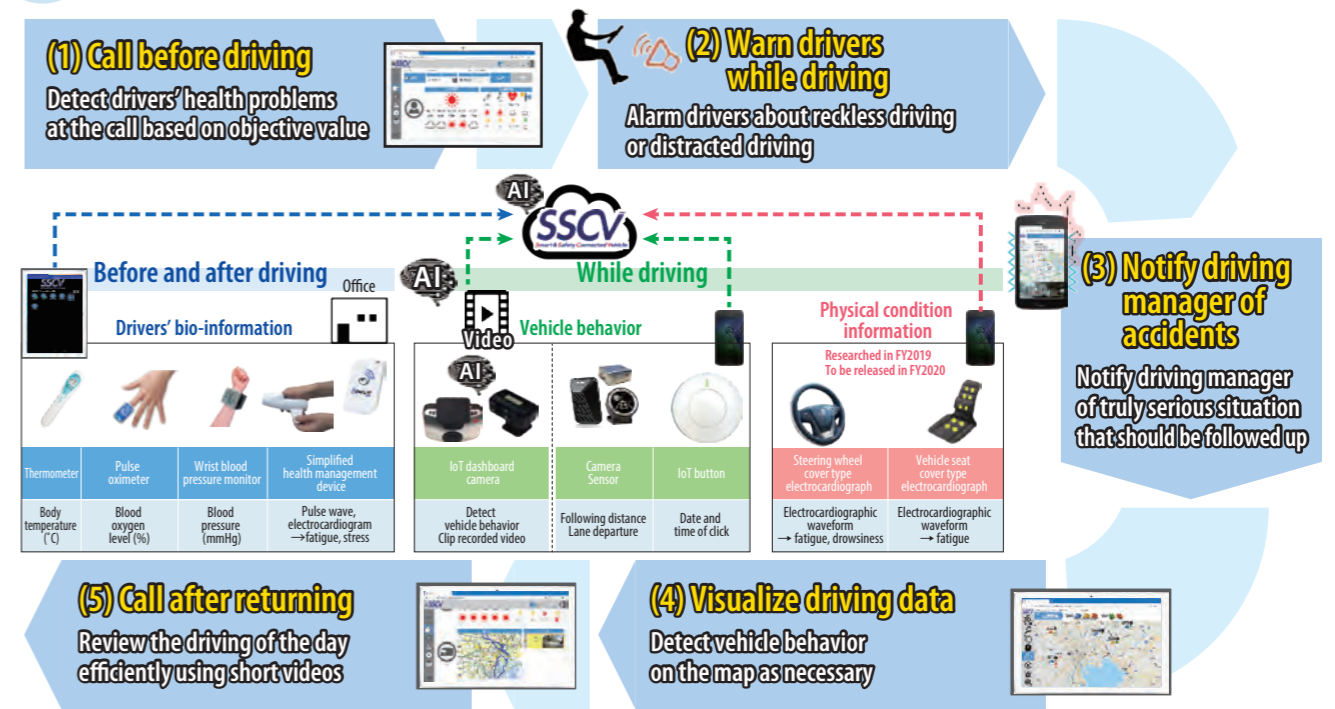 (1) Call before driving
Detect drivers' health problems
at the call based on objective value
(2) Warn drivers
while driving
Alarm drivers about reckless driving
or distracted driving
AI
SSCV
Smart & Safety Connected Vehicle
Before and after driving
Office
Drivers' bio-information
AI
While driving
Video
Vehicle behavior
Physical condition
information
SSCV
AI
Researched in FY2019
To be released in FY2020
Thermometer
Pulse
oximeter
Wrist blood
pressure monitor
Simplified
health management
device
IoT dashboard
camera
Camera
Sensor
IoT button
Steering wheel
cover type
electrocardiograph
Vehicle seat
cover type
electrocardiograph
Body
temperature
(˚C)
Blood
oxygen
level (%)
Blood
pressure
(mmHg)
Pulse wave,
electrocardiogram
→fatigue, stress
Detect
vehicle behavior
Clip recorded video
Following distance
Lane departure
Date and
time of click
Electrocardiographic
waveform
→ fatigue, drowsiness
Electrocardiographic
waveform
→ fatigue
(3) Notify driving
manager of
accidents
Notify driving manager
of truly serious situation
that should be followed up
(5) Call after returning
Review the driving of the day
efficiently using short videos
(4) Visualize driving data
Detect vehicle behavior
on the map as necessary